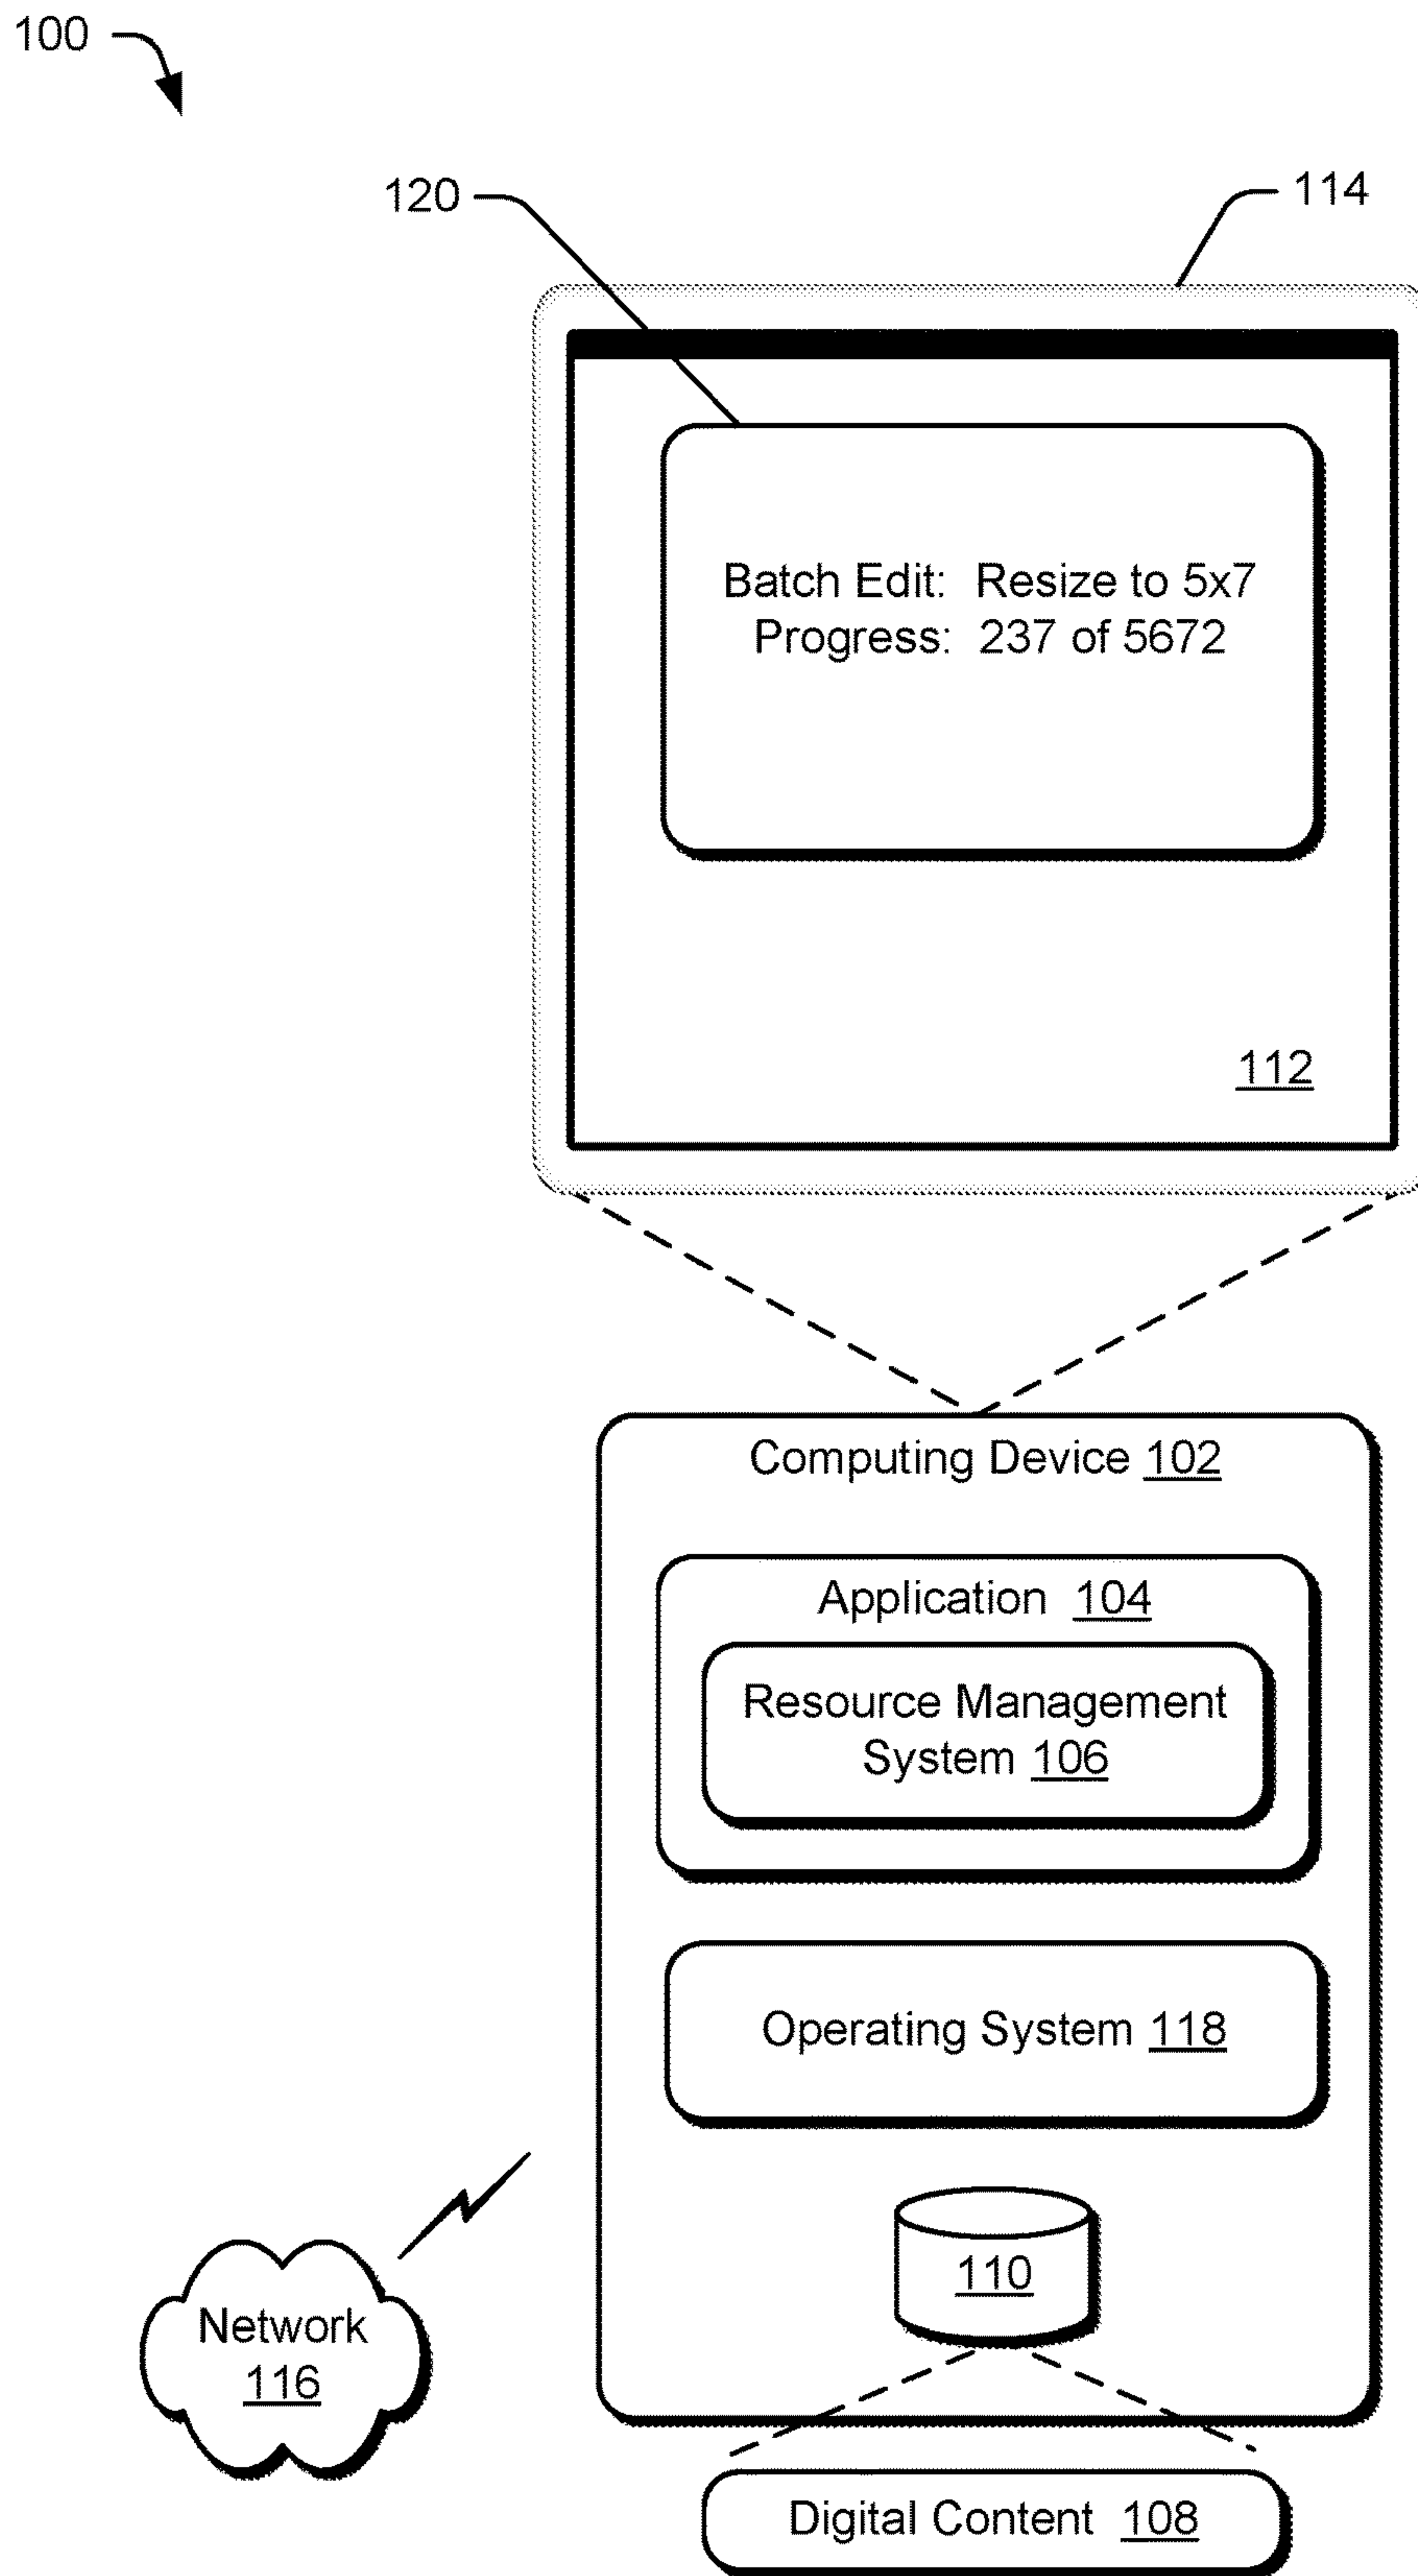 100
120
114
Batch Edit: Resize to 5x7
Progress: 237 of 5672
112
Computing Device 102
Application 104
Resource Management
System 106
Operating System 118
110
Network
116
Digital Content 108